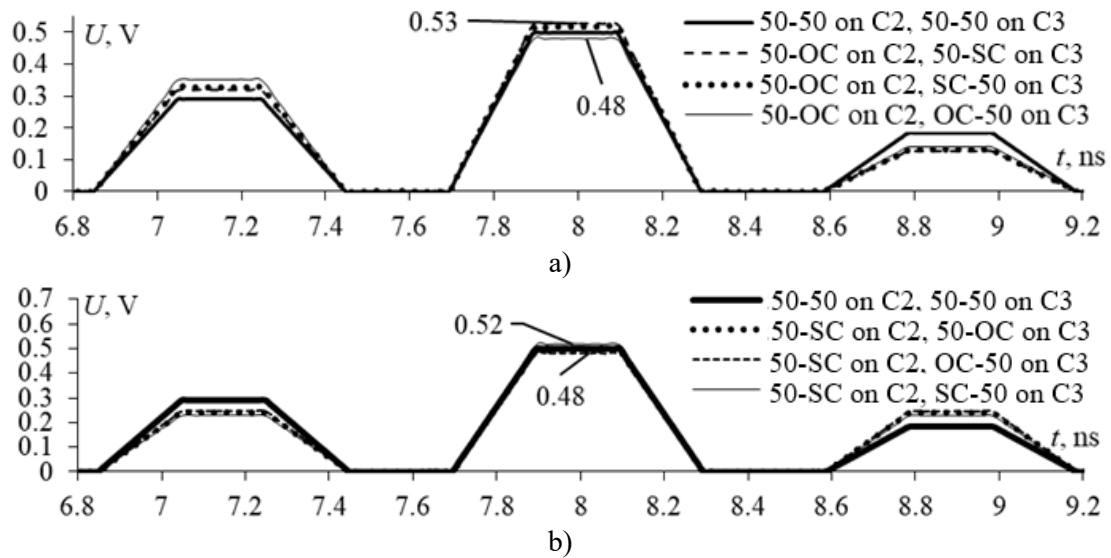 0.5
0.4
0.3
0.2
0.1
0
U, V
0.53
0.48
50-50 on C2, 50-50 on C3
50-OC on C2, 50-SC on C3
50-OC on C2, SC-50 on C3
50-OC on C2, OC-50 on C3
t, ns
6.8 7 7.2 7.4 7.6 7.8 8 8.2 8.4 8.6 8.8 9 9.2
a)
0.7
0.6
0.5
0.4
0.3
0.2
0.1
0
U, V
0.52
0.48
50-50 on C2, 50-50 on C3
50-SC on C2, 50-OC on C3
50-SC on C2, OC-50 on C3
50-SC on C2, SC-50 on C3
t, ns
6.8 7 7.2 7.4 7.6 7.8 8 8.2 8.4 8.6 8.8 9 9.2
b)